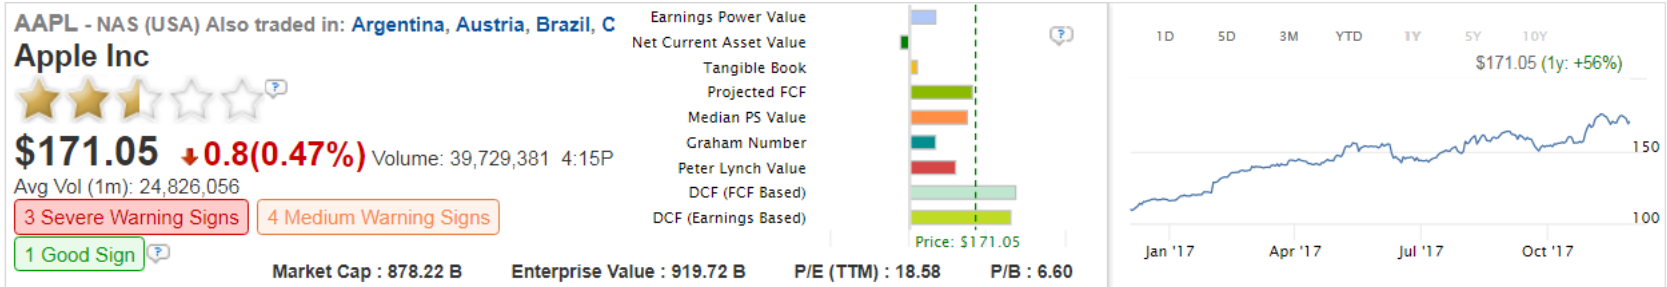 AAPL - NAS (USA) Also traded in: Argentina, Austria, Brazil, C
Apple Inc
?
$171.05 0.8(0.47%) Volume: 39,729,381 4:15P
Avg Vol (1m): 24,826,056
3 Severe Warning Signs 4 Medium Warning Signs
1 Good Sign ?
Earnings Power Value
Net Current Asset Value
Tangible Book
Projected FCF
Median PS Value
Graham Number
Peter Lynch Value
DCF (FCF Based)
DCF (Earnings Based)
Price: $171.05
?
Market Cap : 878.22 B Enterprise Value : 919.72 B P/E (TTM) : 18.58 P/B : 6.60
1D 5D 3M YTD 1Y 5Y 10Y
$171.05 (1y: +56%)
150
100
Jan '17 Apr '17 Jul '17 Oct '17